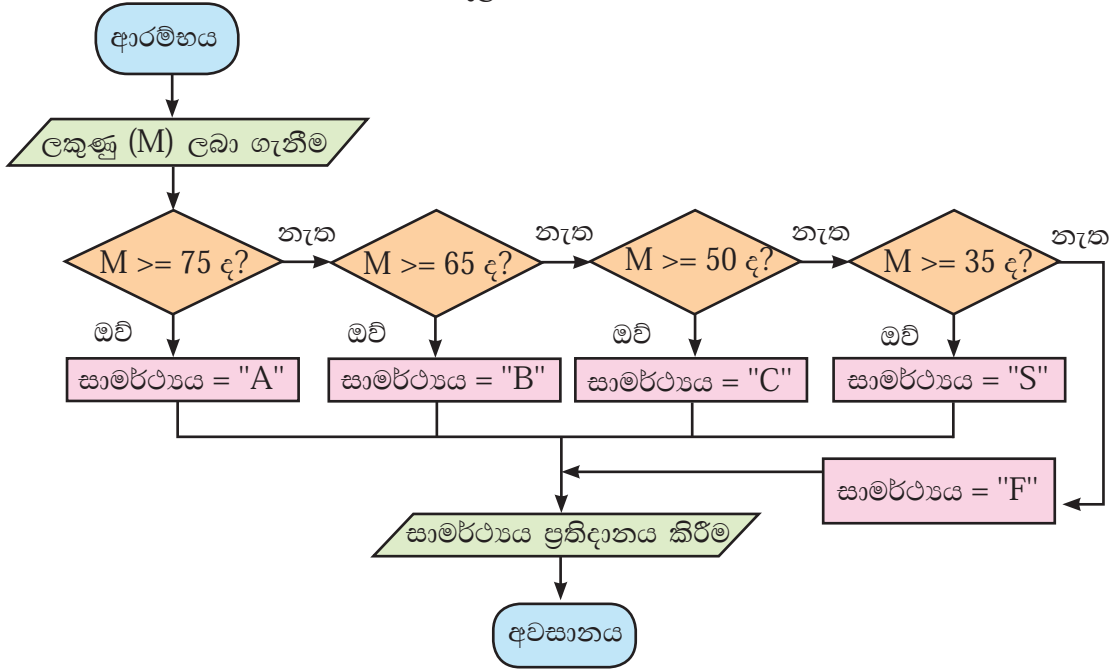 ආරම්භය
ලකුණු (M) ලබා ගැනීම
නැත
නැත
නැත
නැත
M >= 75 ද?
M >= 65 ද?
M >= 50 ද?
M >= 35 ද?
ඔව්
ඔව්
ඔව්
ඔව්
සාමර්ථ්‍යය = "A"
සාමර්ථ්‍යය = "B"
සාමර්ථ්‍යය = "C"
සාමර්ථ්‍යය = "S"
සාමර්ථ්‍යය = "F"
සාමර්ථ්‍යය ප්‍රතිදානය කිරීම
අවසානය